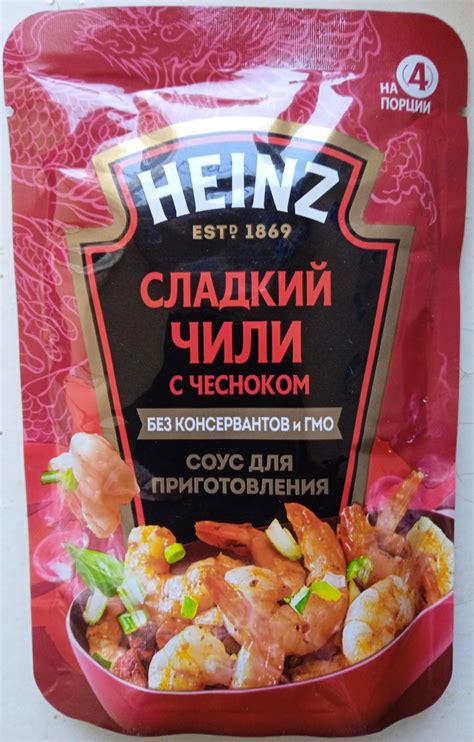 НА 4
ПОРЦИИ
HEINZ
ESTD 1869
СЛАДКИЙ
ЧИЛИ
С ЧЕСНОКОМ
БЕЗ КОНСЕРВАНТОВ и ГМО
СОУС ДЛЯ
ПРИГОТОВЛЕНИЯ